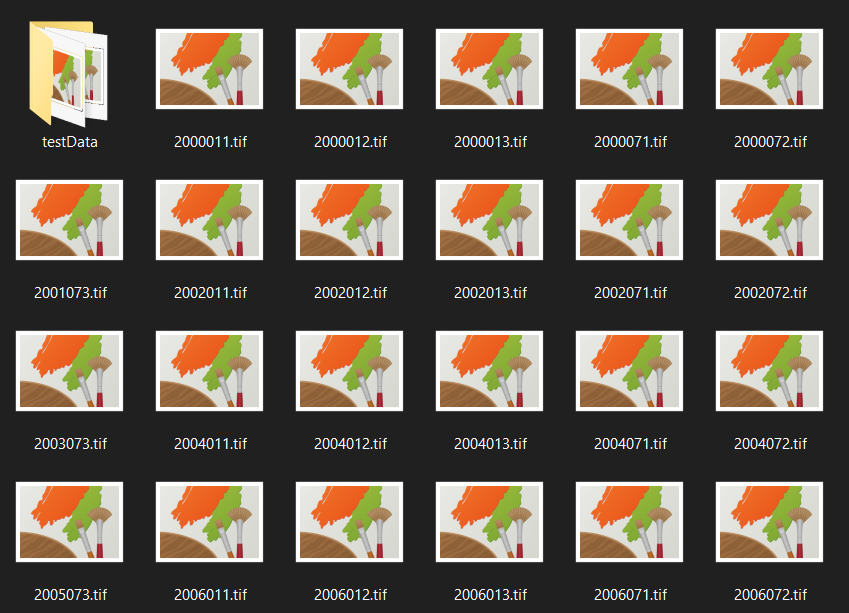 testData
2000011.tif
2000012.tif
2000013.tif
2000071.tif
2000072.tif
2001073.tif
2002011.tif
2002012.tif
2002013.tif
2002071.tif
2002072.tif
2003073.tif
2004011.tif
2004012.tif
2004013.tif
2004071.tif
2004072.tif
2005073.tif
2006011.tif
2006012.tif
2006013.tif
2006071.tif
2006072.tif